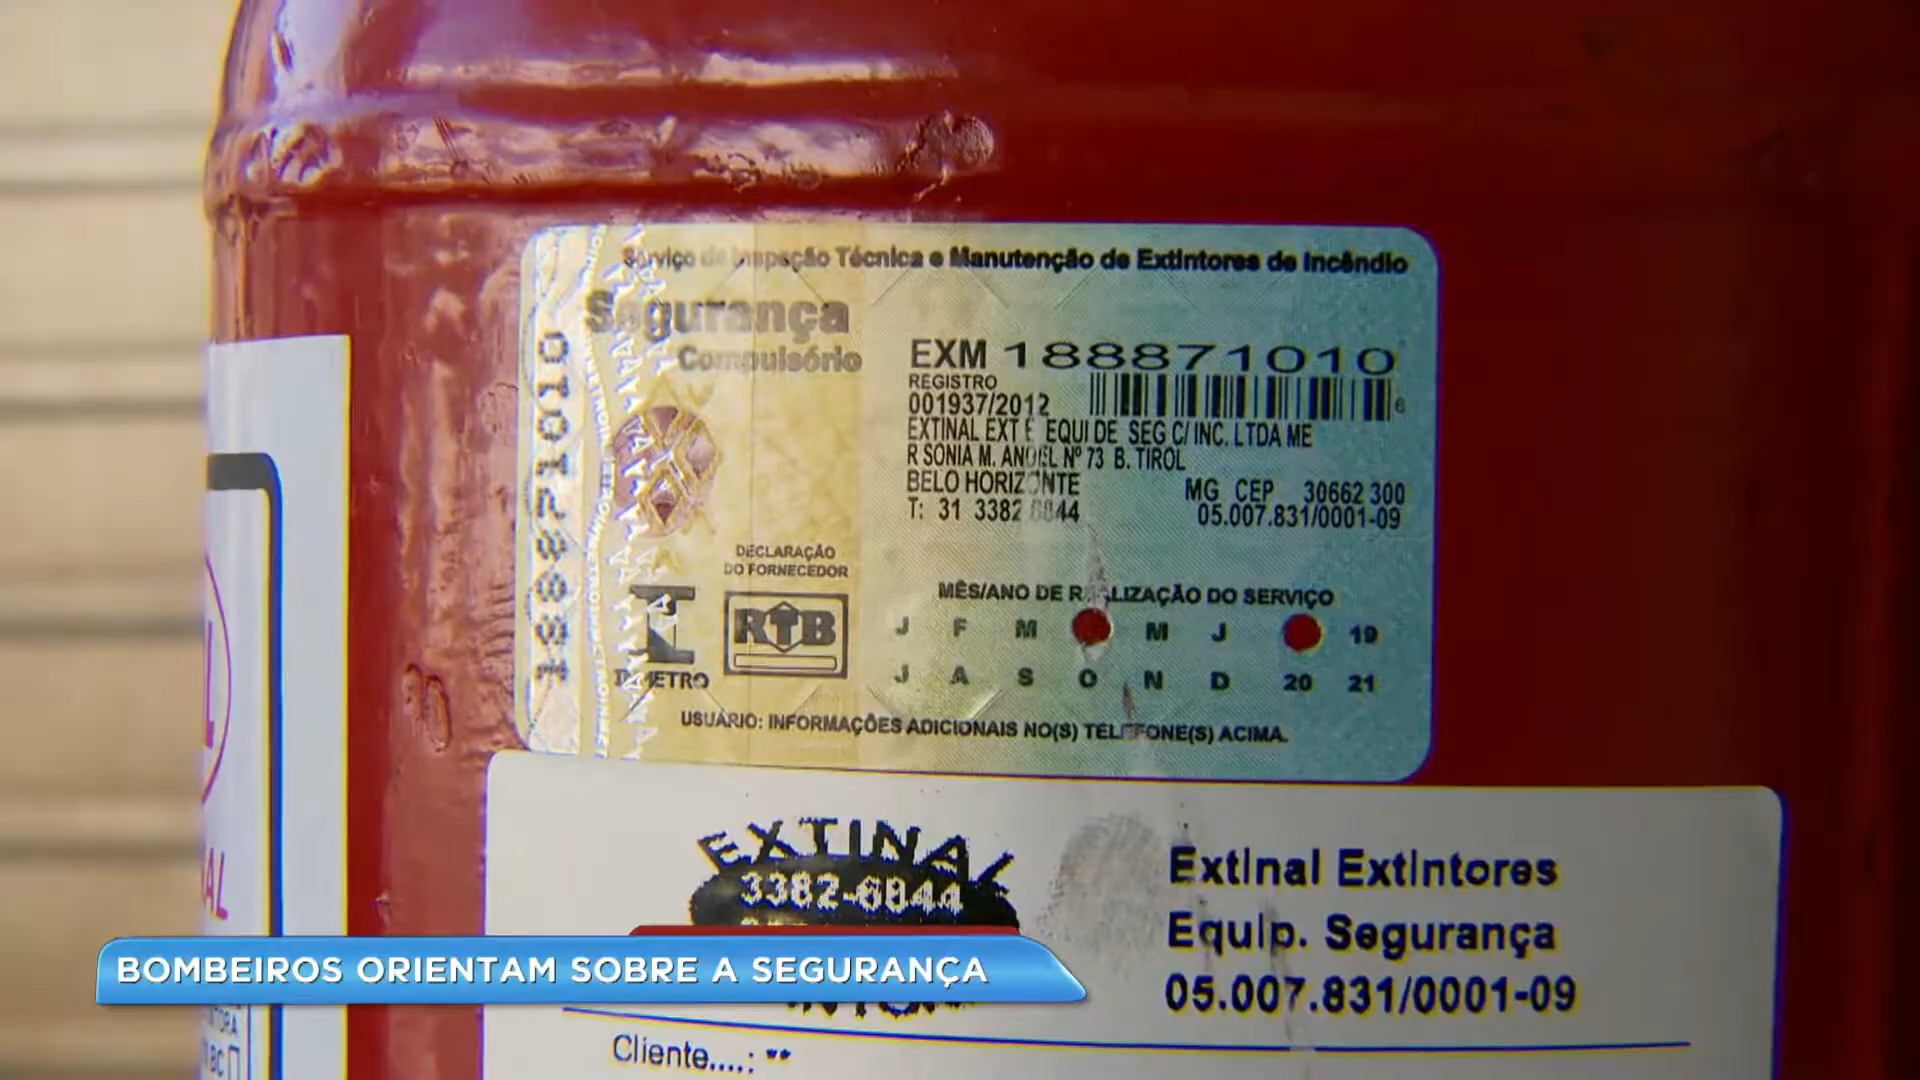 Serviço de Inspeção Técnica e Manutenção de Extintores de Incêndio
Segurança
Compulsório
188871010
EXM 188871010
REGISTRO
001937/2012
6
EXTINAL EXT E EQUI DE SEG C/ INC. LTDA ME
R SONIA M. ANGEL Nº 73 B. TIROL
BELO HORIZONTE MG CEP 30662 300
T: 31 3382 6844 05.007.831/0001-09
DECLARAÇÃO
DO FORNECEDOR
INMETRO
MÊS/ANO DE REALIZAÇÃO DO SERVIÇO
J F M M J 19
J A S O N D 20 21
USUÁRIO: INFORMAÇÕES ADICIONAIS NO(S) TELEFONE(S) ACIMA.
EXTINAL
3382-6844
Extinal Extintores
Equip. Segurança
05.007.831/0001-09
Cliente....: **
BOMBEIROS ORIENTAM SOBRE A SEGURANÇA